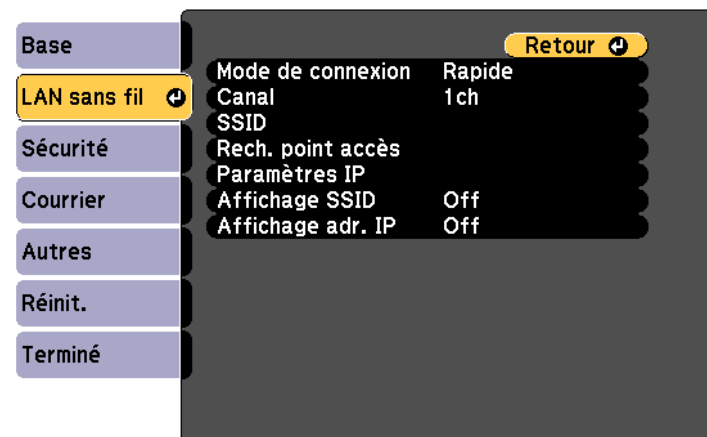 Base
LAN sans fil
Sécurité
Courrier
Autres
Réinit.
Terminé
Retour
Mode de connexion Rapide
Canal 1ch
SSID
Rech. point accès
Paramètres IP
Affichage SSID Off
Affichage adr. IP Off